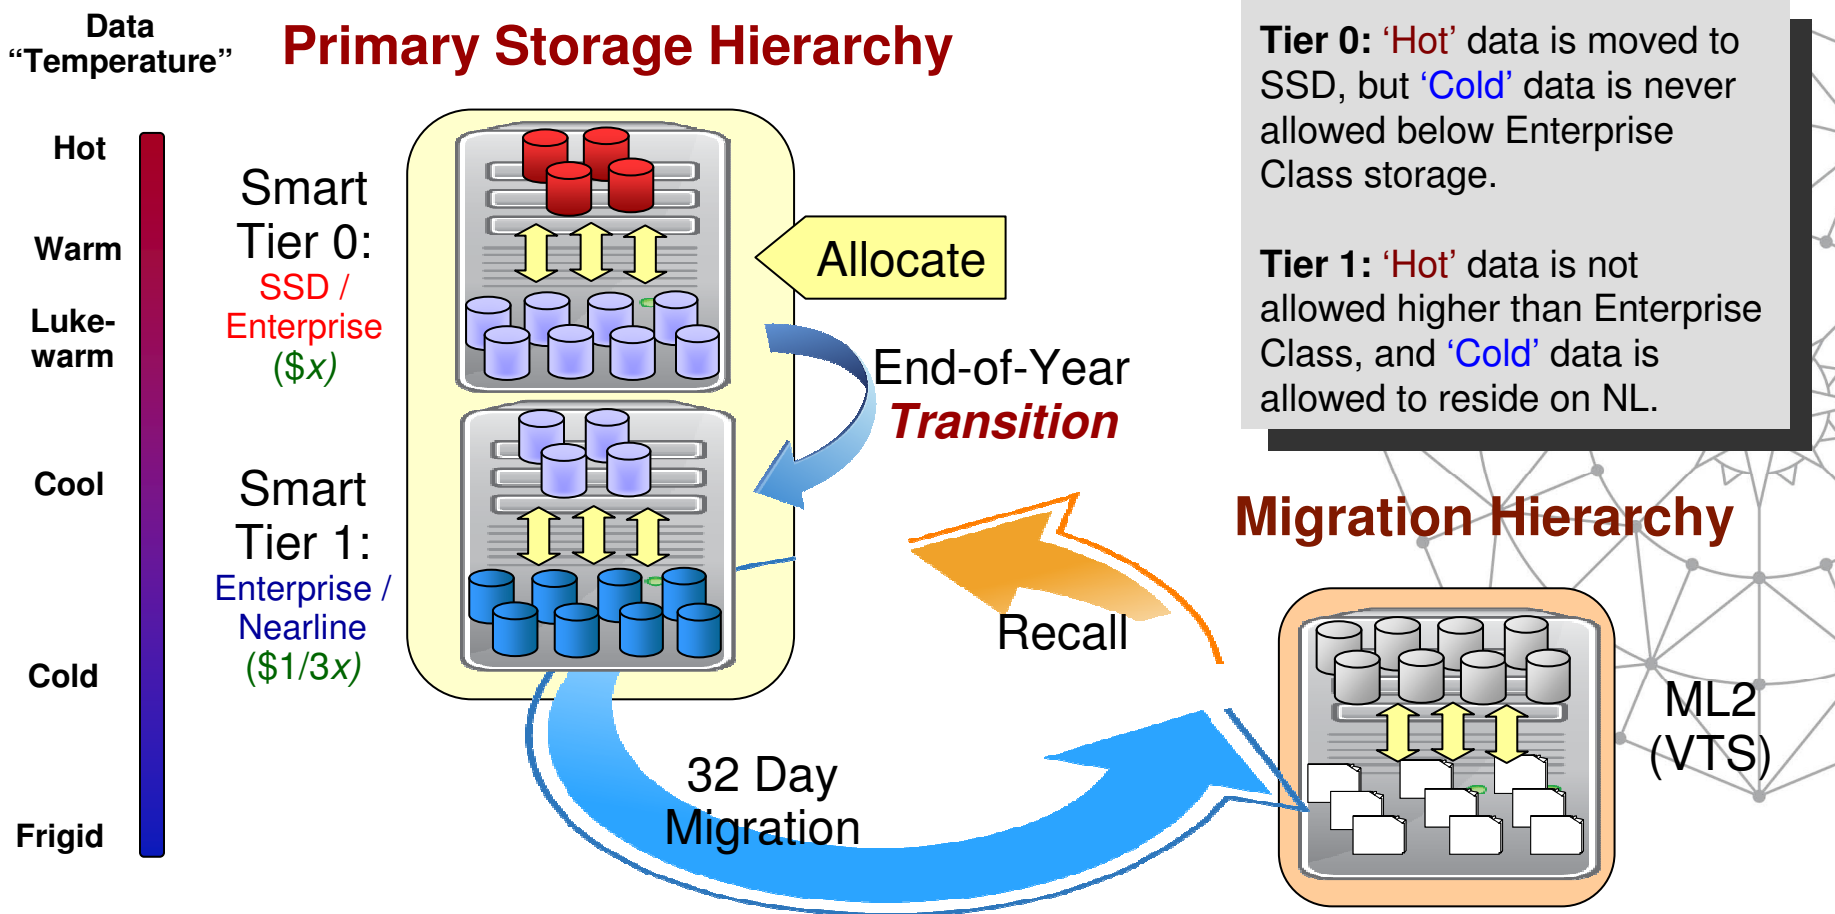 Data
“Temperature”
Primary Storage Hierarchy
Hot
Warm
Luke-
warm
Cool
Cold
Frigid
Smart
Tier 0:
SSD /
Enterprise
($x)
Smart
Tier 1:
Enterprise /
Nearline
($1/3x)
Allocate
End-of-Year
Transition
Recall
32 Day
Migration
Tier 0: ‘Hot’ data is moved to
SSD, but ‘Cold’ data is never
allowed below Enterprise
Class storage.
Tier 1: ‘Hot’ data is not
allowed higher than Enterprise
Class, and ‘Cold’ data is
allowed to reside on NL.
Migration Hierarchy
ML2
(VTS)